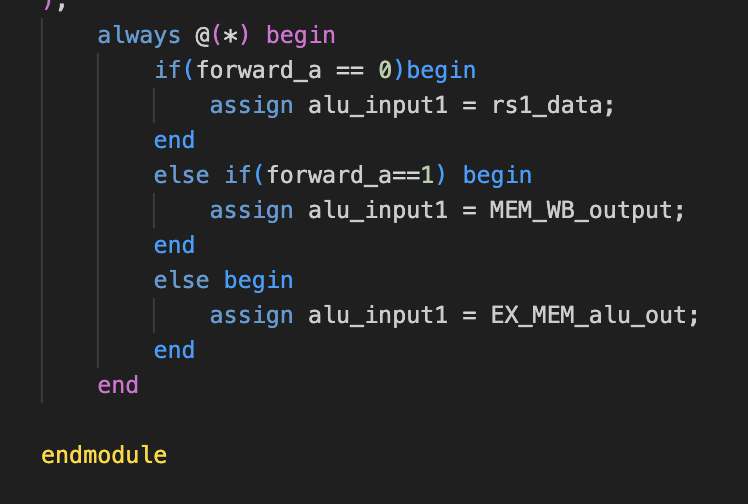 );
always @(*) begin
if(forward_a == 0)begin
assign alu_input1 = rs1_data;
end
else if(forward_a==1) begin
assign alu_input1 = MEM_WB_output;
end
else begin
assign alu_input1 = EX_MEM_alu_out;
end
end
endmodule